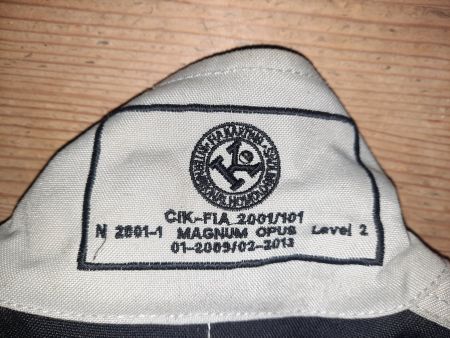 K
CIK-FIA 2001/101
N 2001-1 MAGNUM OPUS Level 2
01-2009/02-2013